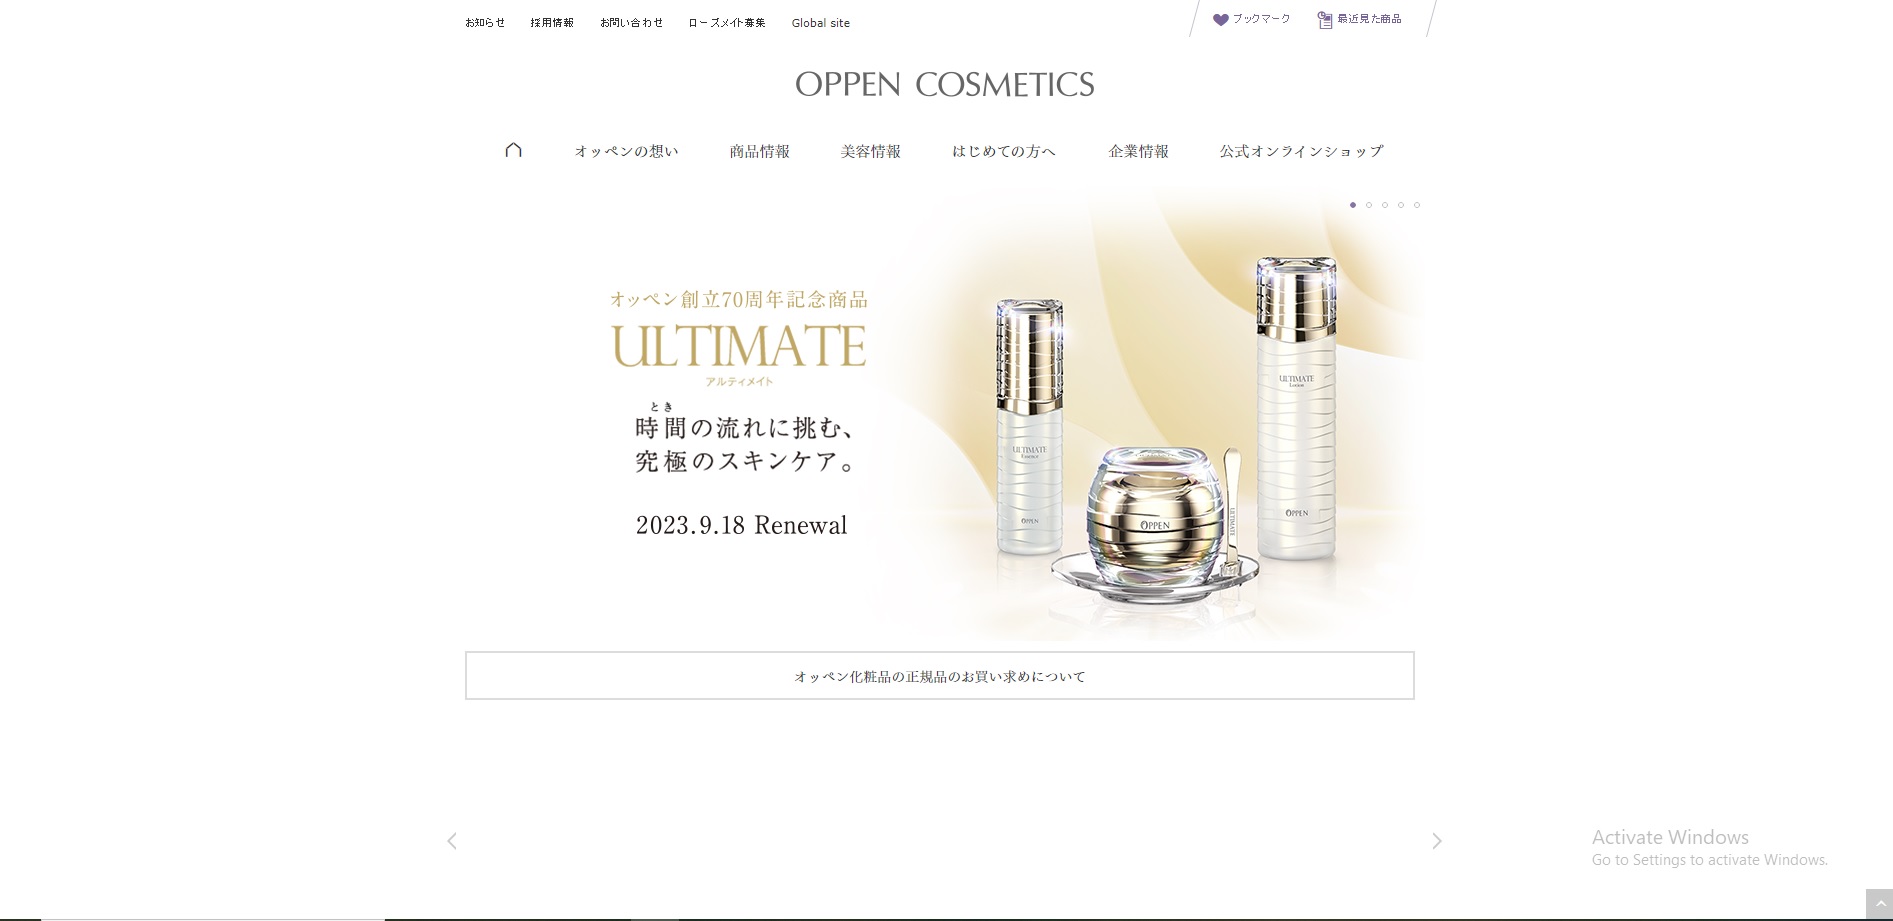 お知らせ 採用情報 お問い合わせ ローズメイト募集 Global site ブックマーク 最近見た商品
OPPEN COSMETICS
オッペンの想い 商品情報 美容情報 はじめての方へ 企業情報 公式オンラインショップ
オッペン創立70周年記念商品
ULTIMATE
アルティメイト
とき
時間の流れに挑む、
究極のスキンケア。
2023.9.18 Renewal
ULTIMATE
Essence
OPPEN
OPPEN
ULTIMATE
ULTIMATE
Lotion
OPPEN
オッペン化粧品の正規品のお買い求めについて
Activate Windows
Go to Settings to activate Windows.